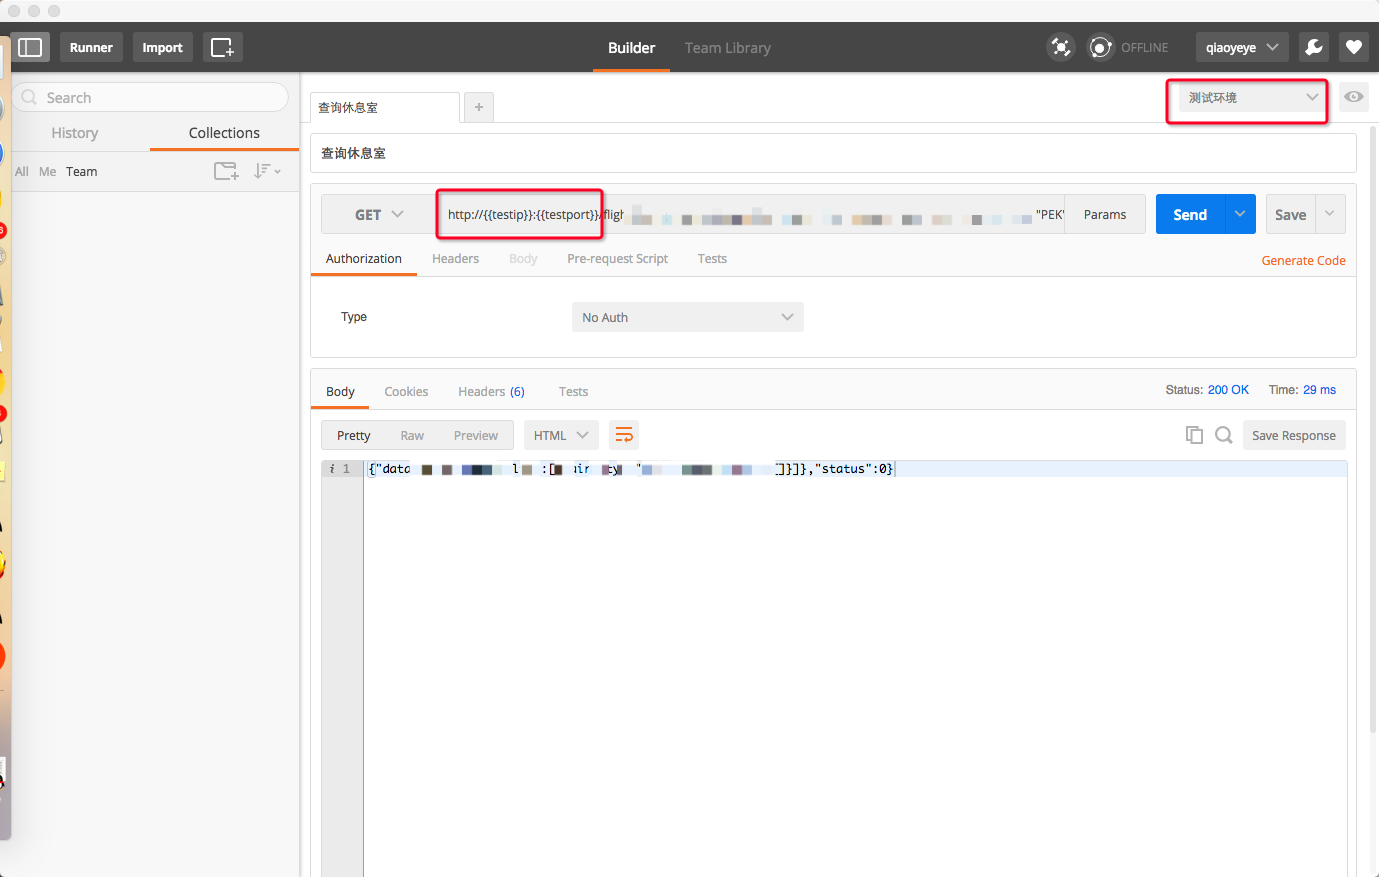 Runner Import Builder Team Library OFFLINE qiaoyeye
Search
History Collections
All Me Team
查询休息室 + 测试环境
查询休息室
GET http://{{testip}}:{{testport}}/fligh "PEK" Params Send Save
Authorization Headers Body Pre-request Script Tests Generate Code
Type No Auth
Body Cookies Headers (6) Tests Status: 200 OK Time: 29 ms
Pretty Raw Preview HTML Save Response
i 1 {"data l :[ "]}]},"status":0}